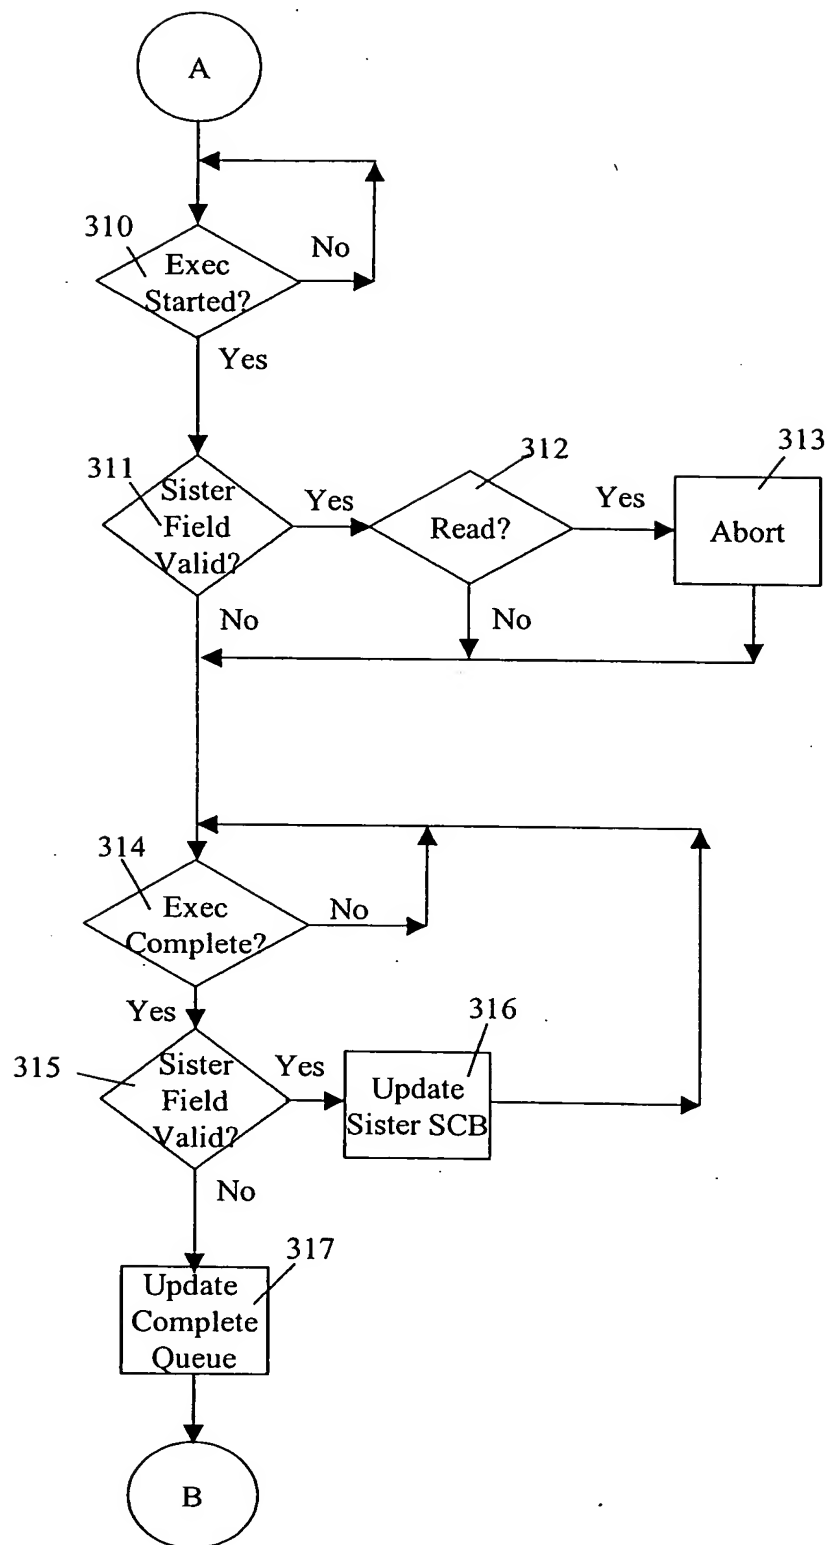 A
310
Exec
No
Started?
Yes
311
Sister
Field
Valid?
Yes
312
Read?
Yes
313
Abort
No
No
314
Exec
Complete?
No
Yes
315
Sister
Field
Valid?
Yes
316
Update
Sister SCB
No
317
Update
Complete
Queue
B